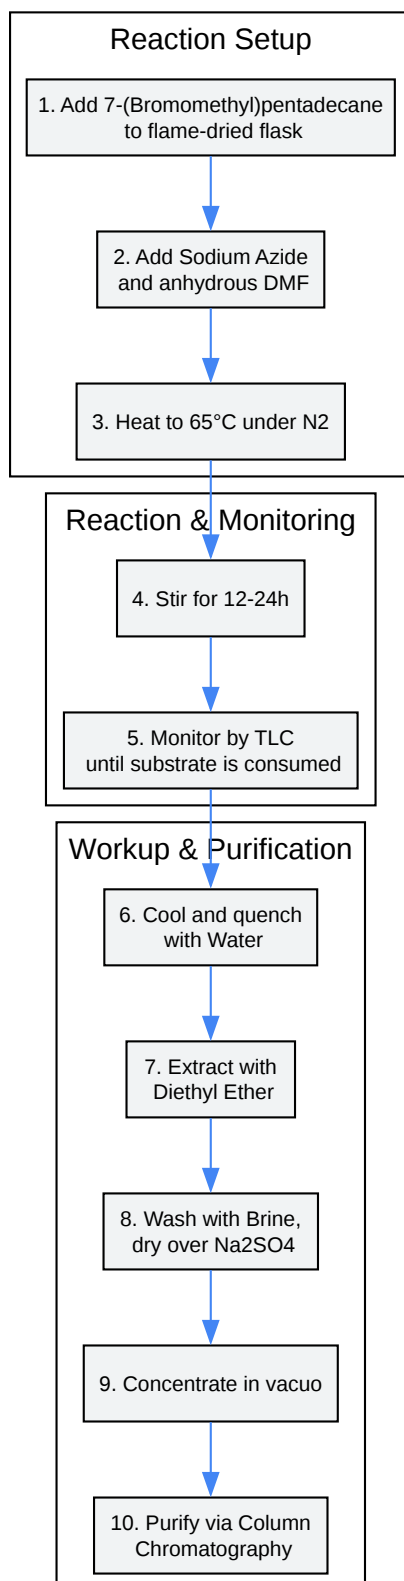 Reaction Setup
1. Add 7-(Bromomethyl)pentadecane
to flame-dried flask
2. Add Sodium Azide
and anhydrous DMF
3. Heat to 65°C under N2
Reaction & Monitoring
4. Stir for 12-24h
5. Monitor by TLC
until substrate is consumed
Workup & Purification
6. Cool and quench
with Water
7. Extract with
Diethyl Ether
8. Wash with Brine,
dry over Na2SO4
9. Concentrate in vacuo
10. Purify via Column
Chromatography